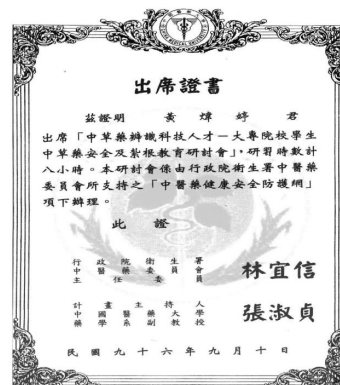 出席證書
茲證明 黃煒婷 君
出席「中草藥辨識科技人才－大專院校學生
中草藥安全及紮根教育研討會」，研習時數計
八小時。本研討會係由行政院衛生署中醫藥
委員會所支持之「中醫藥健康安全防護網」
項下辦理。
此證
行政院衛生署
中醫藥委員會
主任委員
林宜信
計畫主持人
中國醫藥大學
中藥學系副教授
張淑貞
民國九十六年九月十日